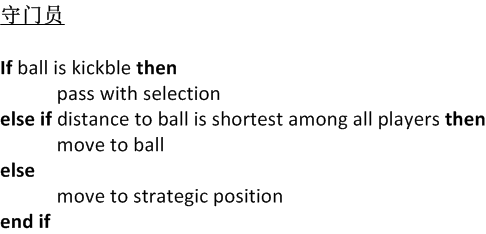 守门员
If ball is kickble then
pass with selection
else if distance to ball is shortest among all players then
move to ball
else
move to strategic position
end if